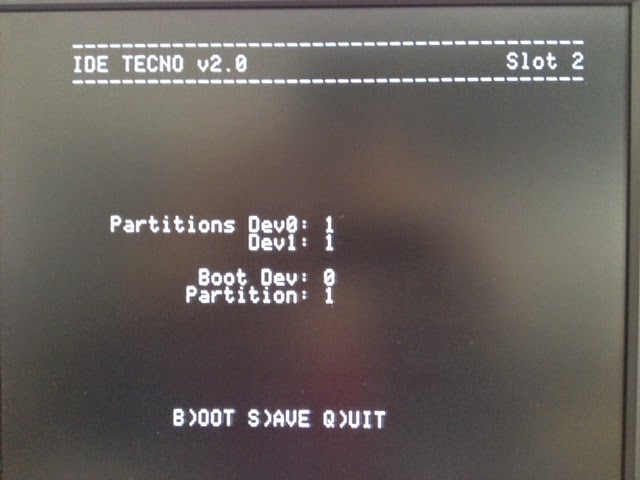 IDE TECNO v2.0 Slot 2
Partitions Dev0: 1
Dev1: 1
Boot Dev: 0
Partition: 1
B)OOT S)AVE Q)UIT